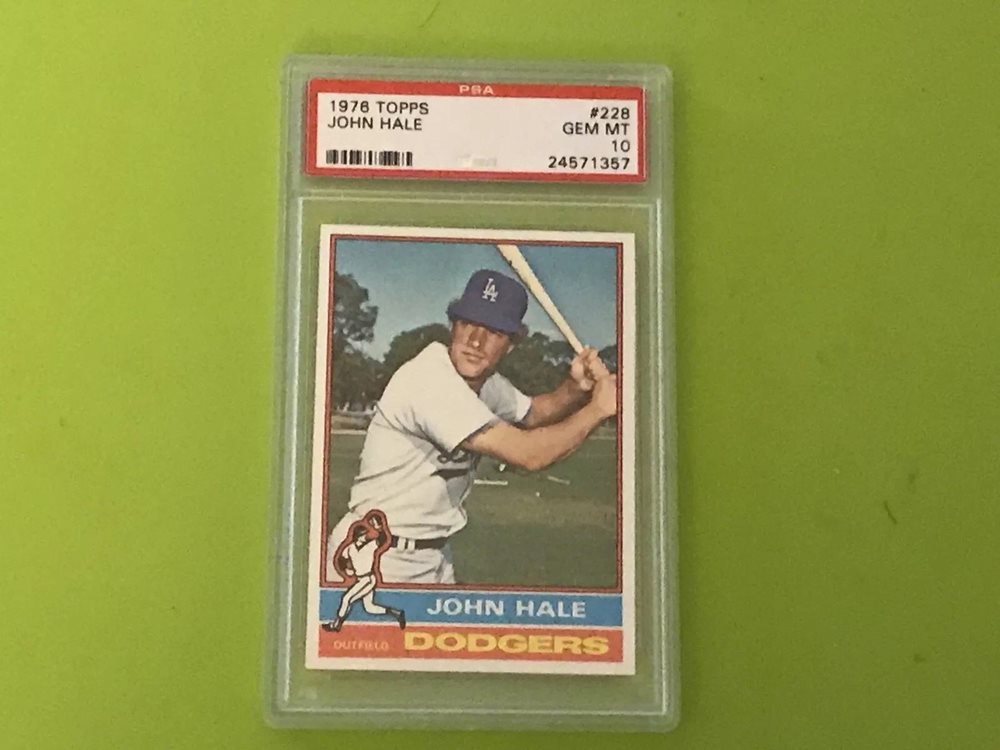 PSA
1976 TOPPS
#228
JOHN HALE
GEM MT
10
24571357
LA
JOHN HALE
OUTFIELD
DODGERS